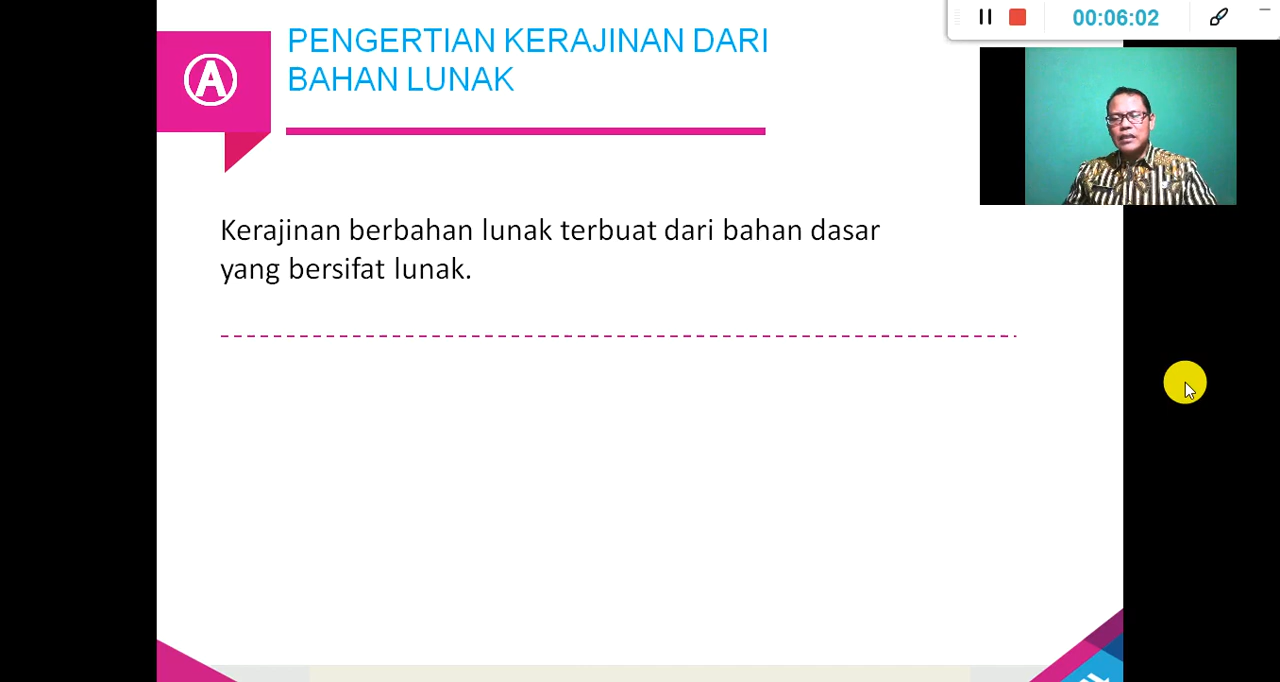 PENGERTIAN KERAJINAN DARI
BAHAN LUNAK
A
00:06:02
Kerajinan berbahan lunak terbuat dari bahan dasar
yang bersifat lunak.